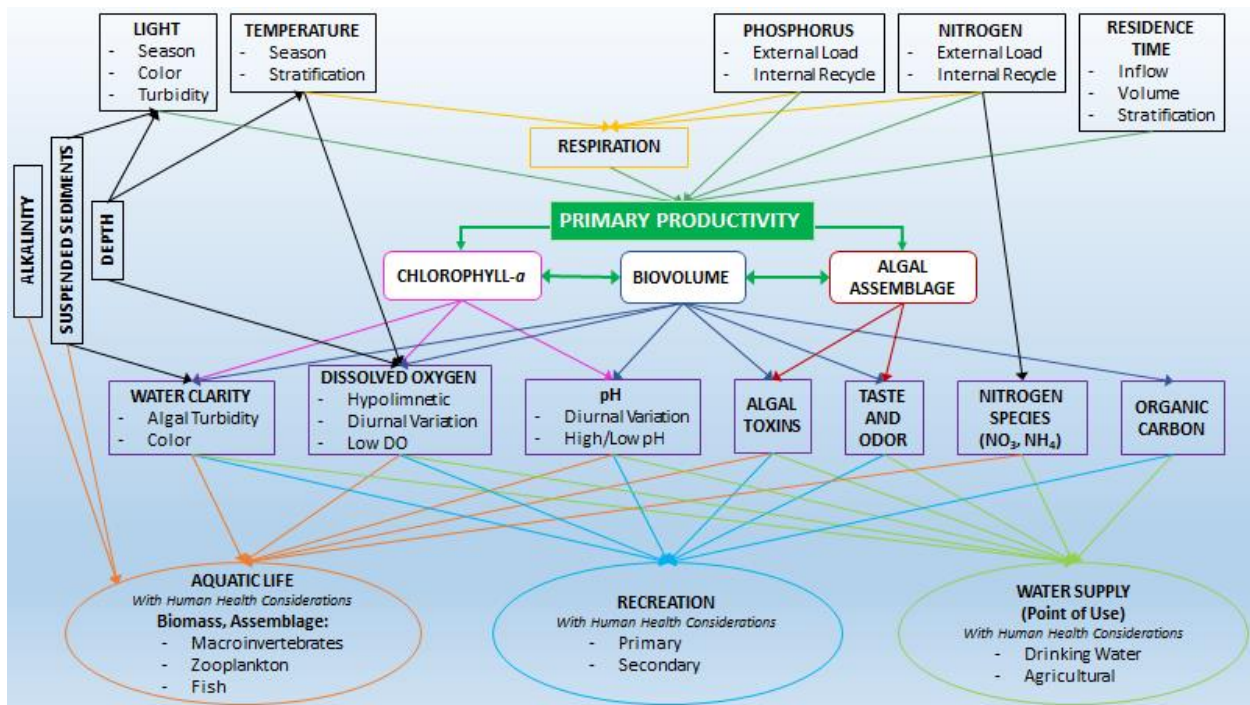 LIGHT
- Season
- Color
- Turbidity
TEMPERATURE
- Season
- Stratification
PHOSPHORUS
- External Load
- Internal Recycle
NITROGEN
- External Load
- Internal Recycle
RESIDENCE
TIME
- Inflow
- Volume
- Stratification
RESPIRATION
ALKALINITY
SUSPENDED SEDIMENTS
DEPTH
PRIMARY PRODUCTIVITY
CHLOROPHYLL-a
BIOVOLUME
ALGAL
ASSEMBLAGE
WATER CLARITY
- Algal Turbidity
- Color
DISSOLVED OXYGEN
- Hypolimnetic
- Diurnal Variation
- Low DO
pH
- Diurnal Variation
- High/Low pH
ALGAL
TOXINS
TASTE
AND
ODOR
NITROGEN
SPECIES
(NO₃, NH₄)
ORGANIC
CARBON
AQUATIC LIFE
With Human Health Considerations
Biomass, Assemblage:
- Macroinvertebrates
- Zooplankton
- Fish
RECREATION
With Human Health Considerations
- Primary
- Secondary
WATER SUPPLY
(Point of Use)
With Human Health Considerations
- Drinking Water
- Agricultural